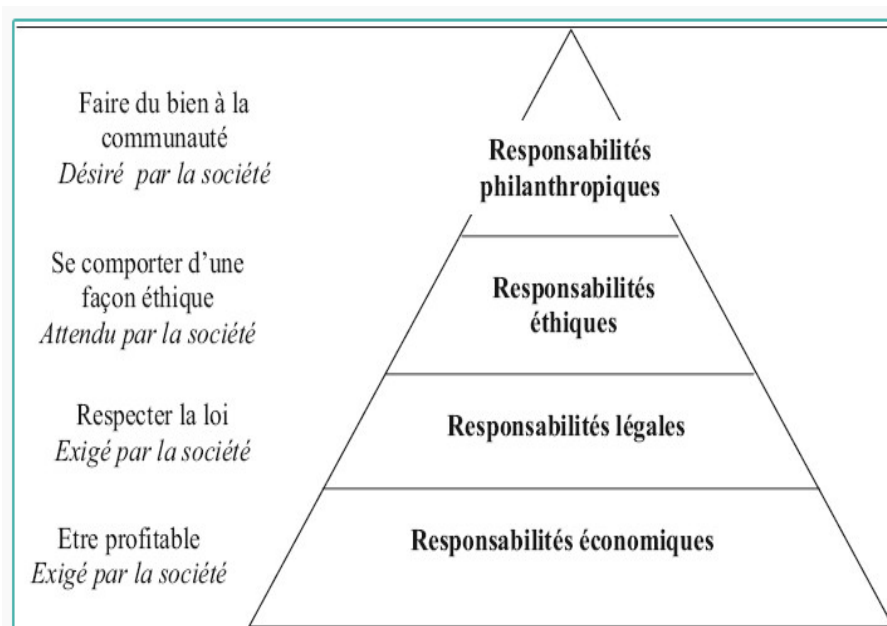 Faire du bien à la
communauté
Désiré par la société
Responsabilités
philanthropiques
Se comporter d'une
façon éthique
Attendu par la société
Responsabilités
éthiques
Respecter la loi
Exigé par la société
Responsabilités légales
Etre profitable
Exigé par la société
Responsabilités économiques